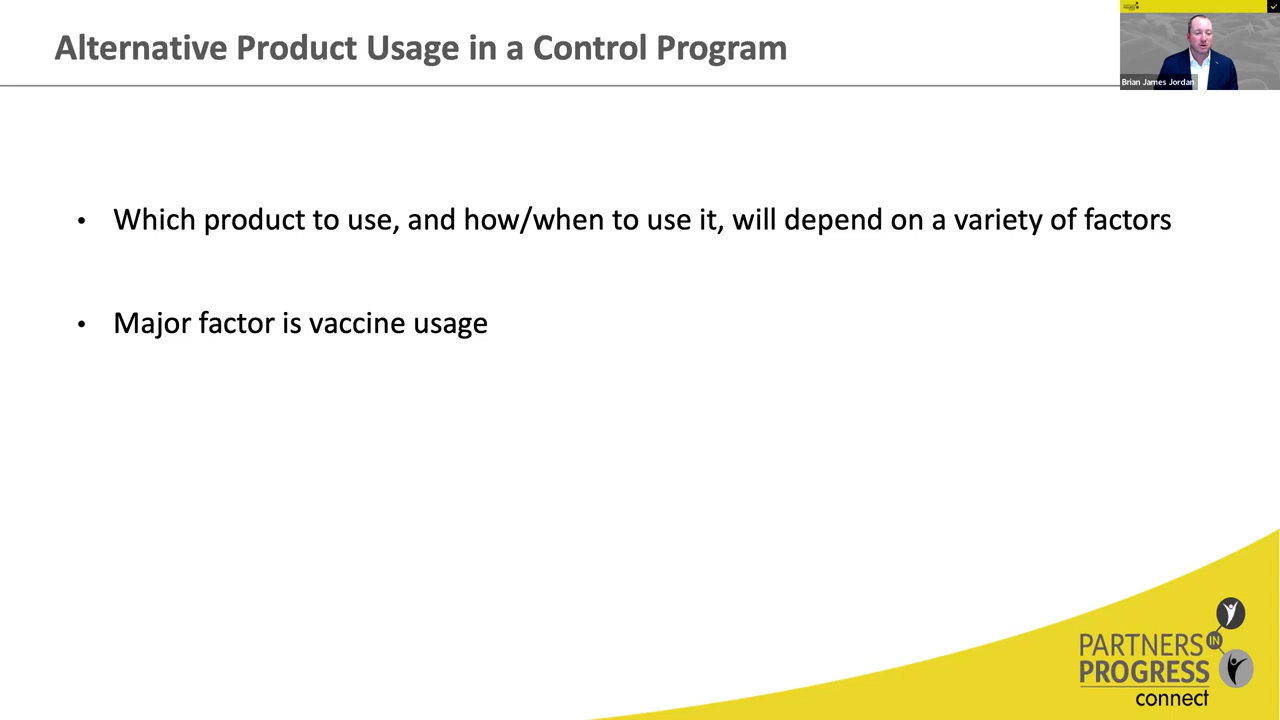 Alternative Product Usage in a Control Program
Brian James Jordan
• Which product to use, and how/when to use it, will depend on a variety of factors
• Major factor is vaccine usage
PARTNERS IN
PROGRESS
connect